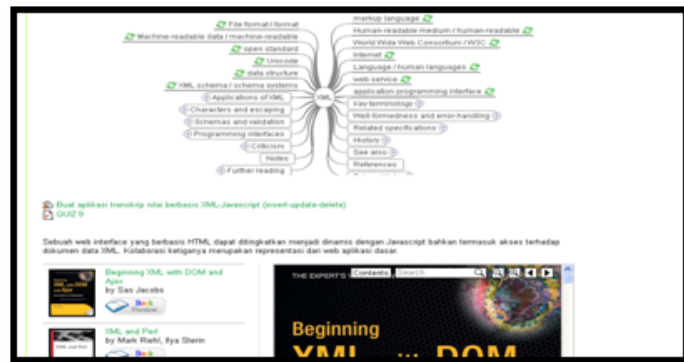 File format / format
Machine-readable data / machine-readable
open standard
Unicode
data structure
XML schema / schema systems
Applications of XML
Characters and escaping
Schemas and validation
Programming interfaces
Criticism
Notes
Further reading
XML
markup language
Human-readable medium / human-readable
World Wide Web Consortium / W3C
Internet
Language / human languages
web service
application programming interface
Key terminology
Well-formedness and error-handling
Related specifications
History
See also
References
Buat aplikasi transkrip nilai berbasis XML-Javascript (insert-update-delete)
QUIZ 9
Sebuah web interface yang berbasis HTML dapat ditingkatkan menjadi dinamis dengan Javascript bahkan termasuk akses terhadap
dokumen data XML. Kolaborasi ketiganya merupakan representasi dari web aplikasi dasar.
Beginning XML with DOM and
Ajax
by Sas Jacobs
Book
Preview
XML and Perl
by Mark Riehl, Ilya Sterin
Book
THE EXPERT'S
Contents
Search
Beginning
XML with DOM